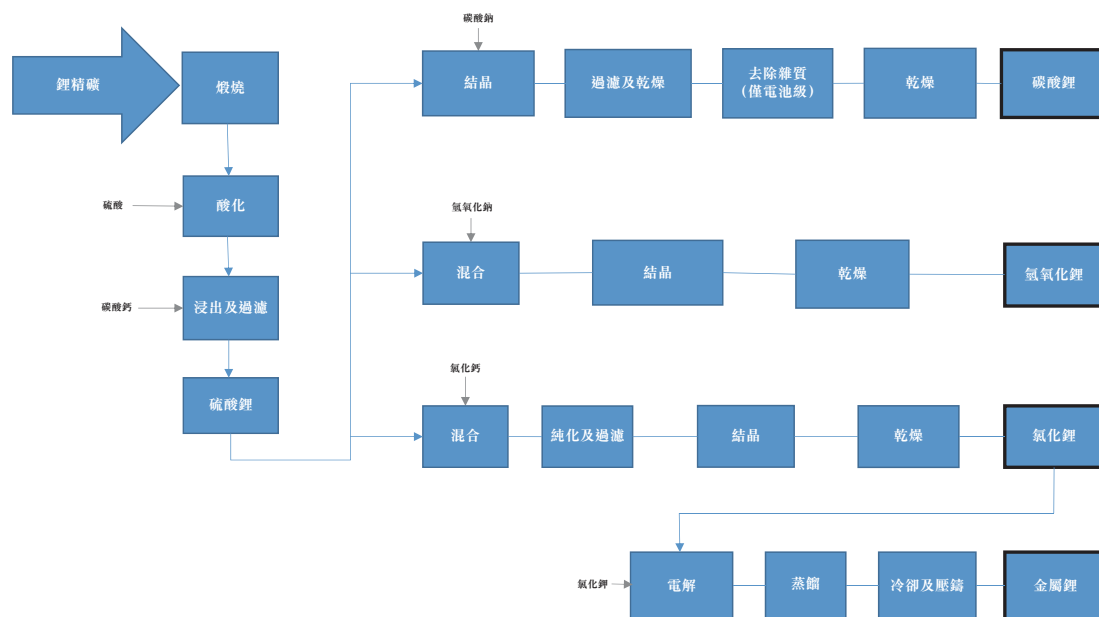 鋰精礦
煅燒
硫酸
酸化
碳酸鈣
浸出及過濾
硫酸鋰
碳酸鈉
結晶
過濾及乾燥
去除雜質
(僅電池級)
乾燥
碳酸鋰
氫氧化鈉
混合
結晶
乾燥
氫氧化鋰
氯化鈣
混合
純化及過濾
結晶
乾燥
氯化鋰
氯化鉀
電解
蒸餾
冷卻及壓鑄
金屬鋰